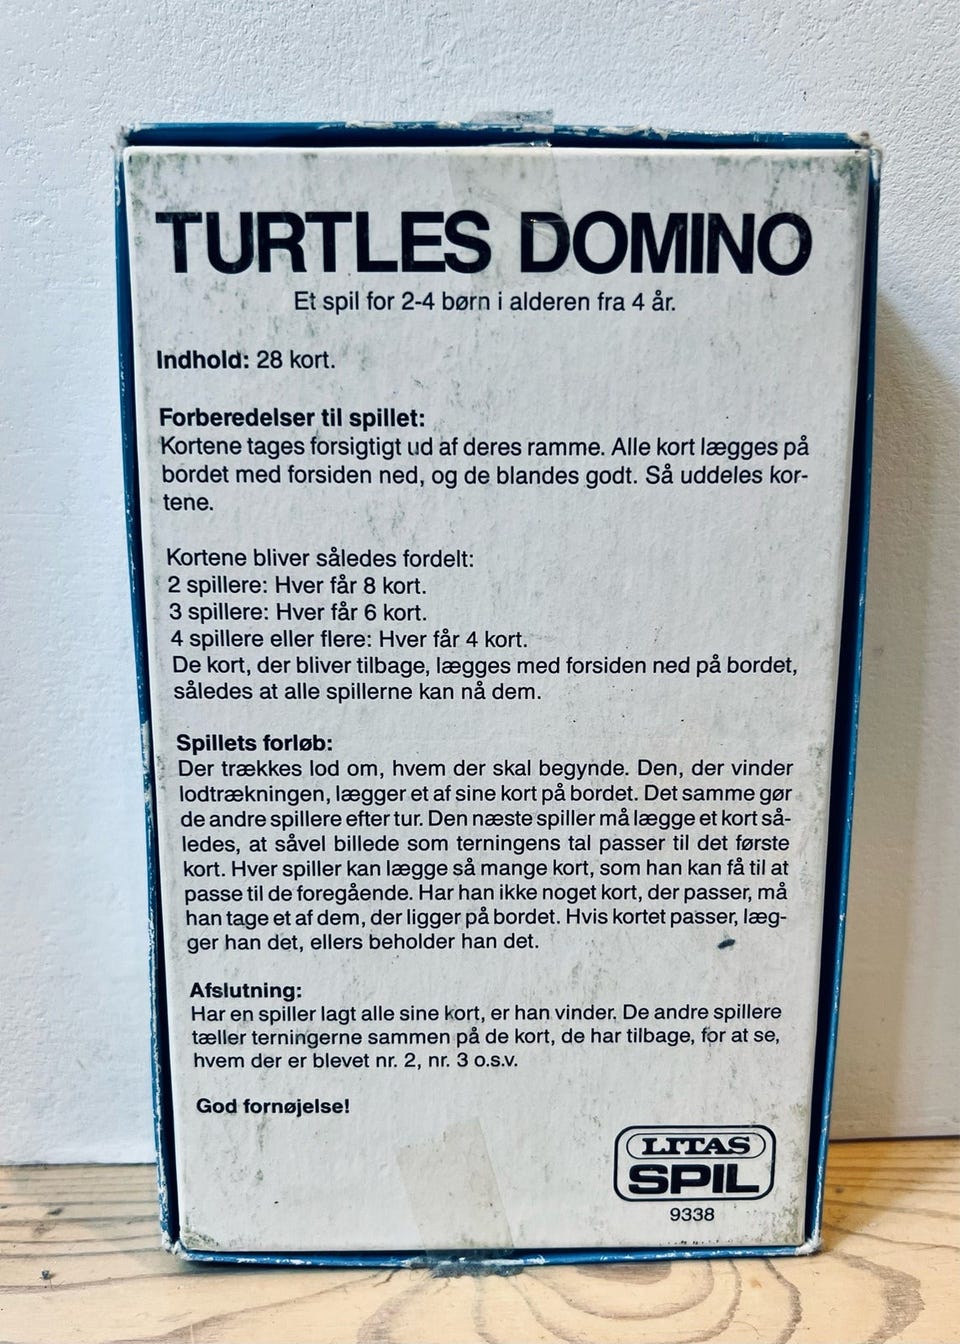 TURTLES DOMINO
Et spil for 2-4 børn i alderen fra 4 år.
Indhold: 28 kort.
Forberedelser til spillet:
Kortene tages forsigtigt ud af deres ramme. Alle kort lægges på
bordet med forsiden ned, og de blandes godt. Så uddeles kor-
tene.
Kortene bliver således fordelt:
2 spillere: Hver får 8 kort.
3 spillere: Hver får 6 kort.
4 spillere eller flere: Hver får 4 kort.
De kort, der bliver tilbage, lægges med forsiden ned på bordet,
således at alle spillerne kan nå dem.
Spillets forløb:
Der trækkes lod om, hvem der skal begynde. Den, der vinder
lodtrækningen, lægger et af sine kort på bordet. Det samme gør
de andre spillere efter tur. Den næste spiller må lægge et kort så-
ledes, at såvel billede som terningens tal passer til det første
kort. Hver spiller kan lægge så mange kort, som han kan få til at
passe til de foregående. Har han ikke noget kort, der passer, må
han tage et af dem, der ligger på bordet. Hvis kortet passer, læg-
ger han det, ellers beholder han det.
Afslutning:
Har en spiller lagt alle sine kort, er han vinder. De andre spillere
tæller terningerne sammen på de kort, de har tilbage, for at se,
hvem der er blevet nr. 2, nr. 3 o.s.v.
God fornøjelse!
LITAS
SPIL
9338